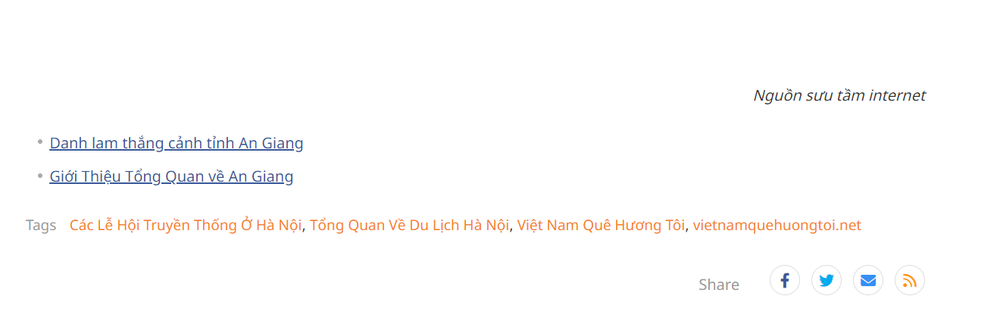 Nguồn sưu tầm internet
Danh lam thắng cảnh tỉnh An Giang
Giới Thiệu Tổng Quan về An Giang
Tags Các Lễ Hội Truyền Thống Ở Hà Nội, Tổng Quan Về Du Lịch Hà Nội, Việt Nam Quê Hương Tôi, vietnamquehuongtoi.net
Share